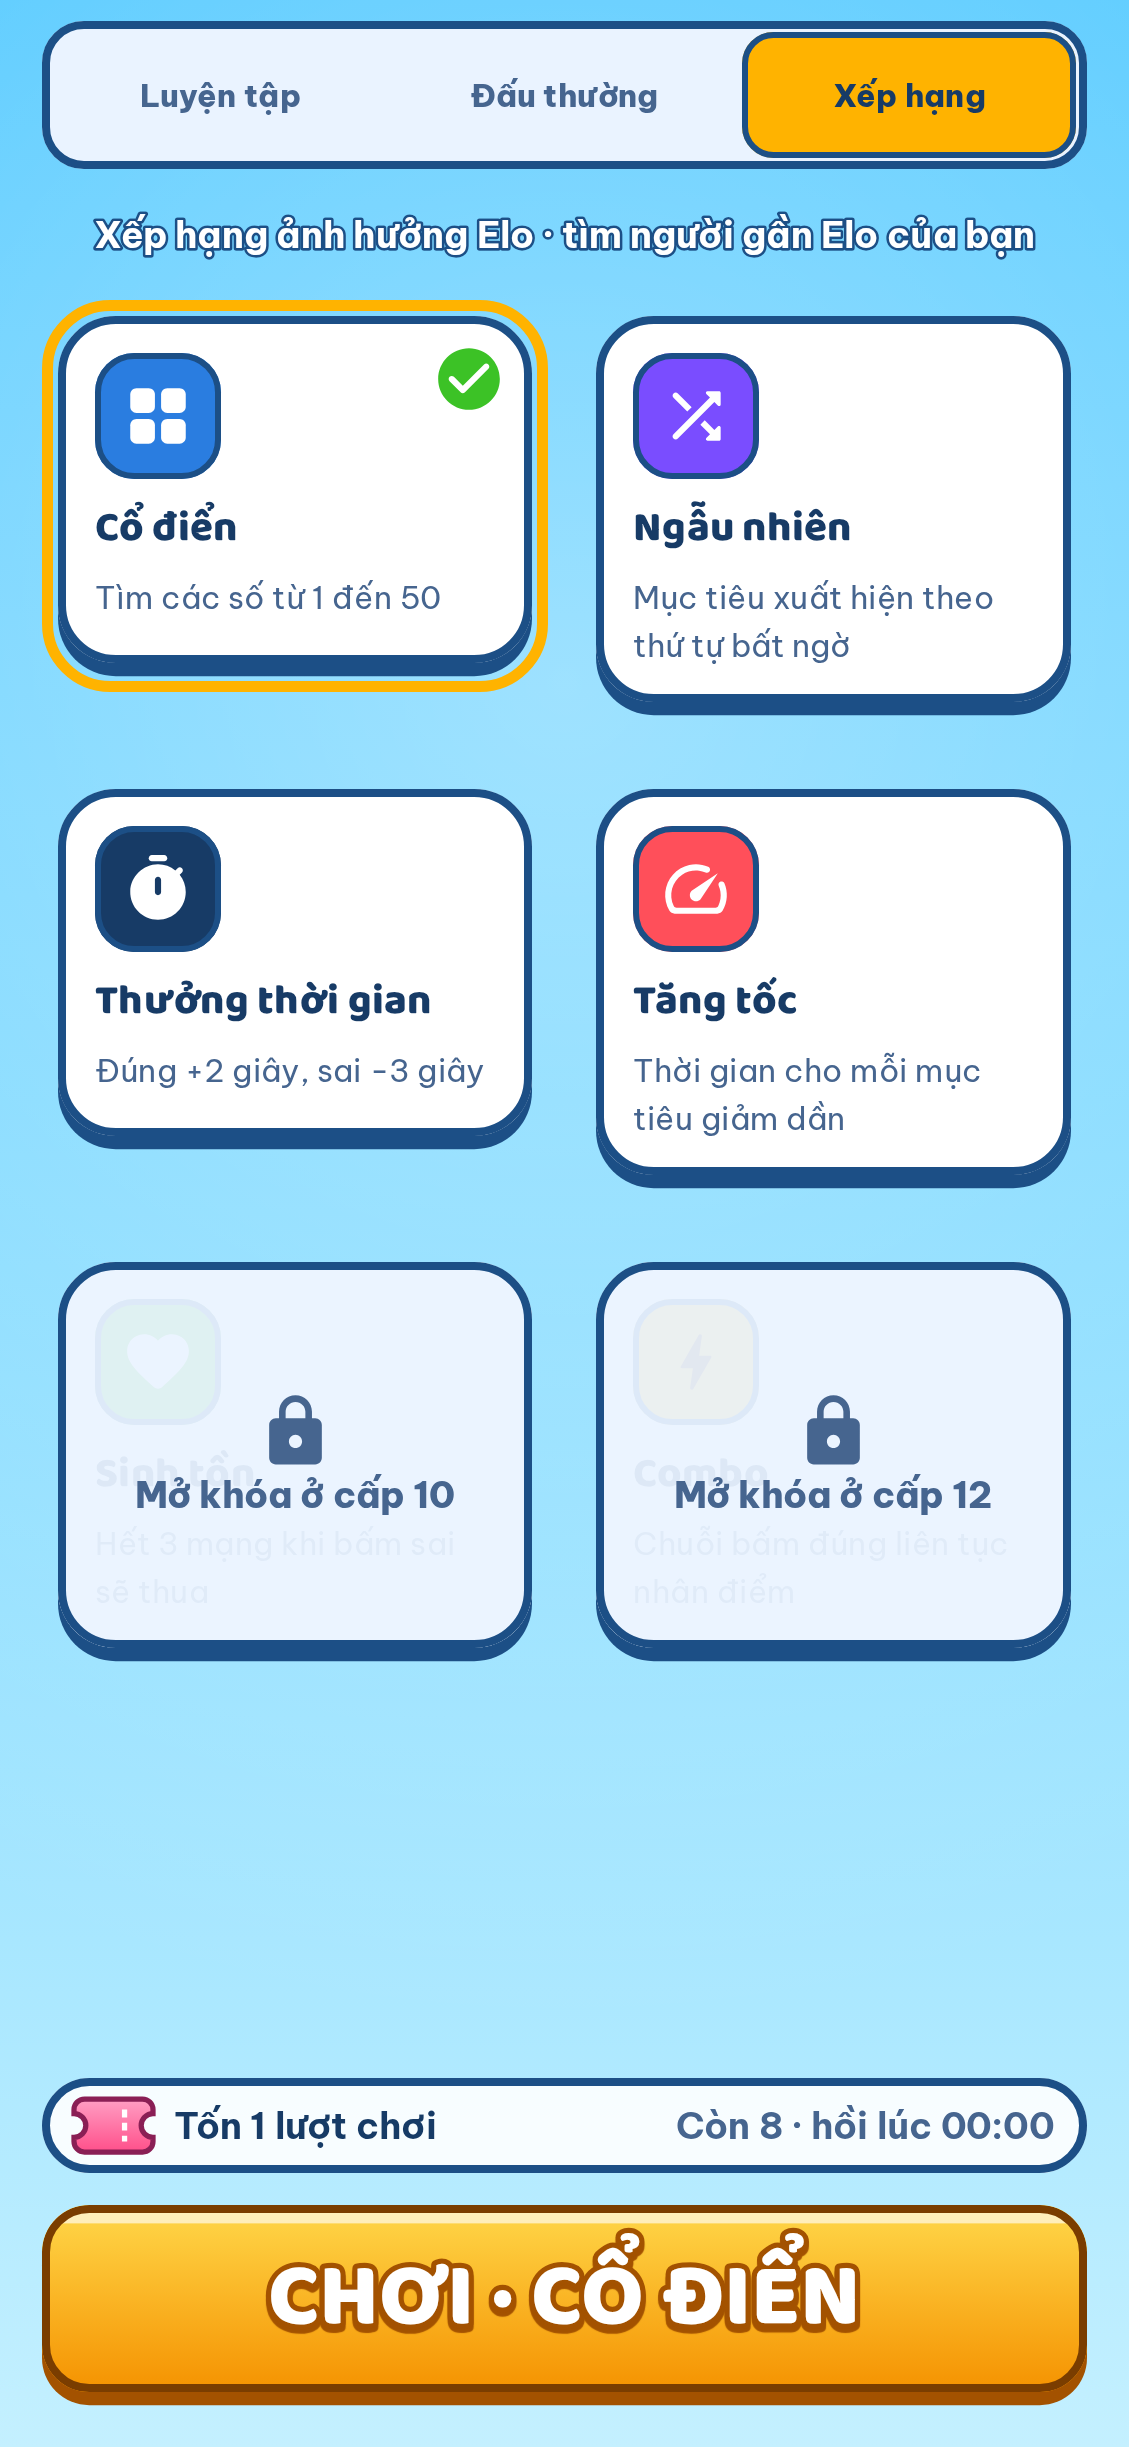 Luyện tập
Đấu thường
Xếp hạng
Xếp hạng ảnh hưởng Elo · tìm người gần Elo của bạn
Cổ điển
Tìm các số từ 1 đến 50
Ngẫu nhiên
Mục tiêu xuất hiện theo
thứ tự bất ngờ
Thưởng thời gian
Đúng +2 giây, sai -3 giây
Tăng tốc
Thời gian cho mỗi mục
tiêu giảm dần
Sinh tồn
Mở khóa ở cấp 10
Hết 3 mạng khi bấm sai
sẽ thua
Combo
Mở khóa ở cấp 12
Chuỗi bấm đúng liên tục
nhân điểm
Tốn 1 lượt chơi
Còn 8 · hồi lúc 00:00
CHƠI · CỔ ĐIỂN